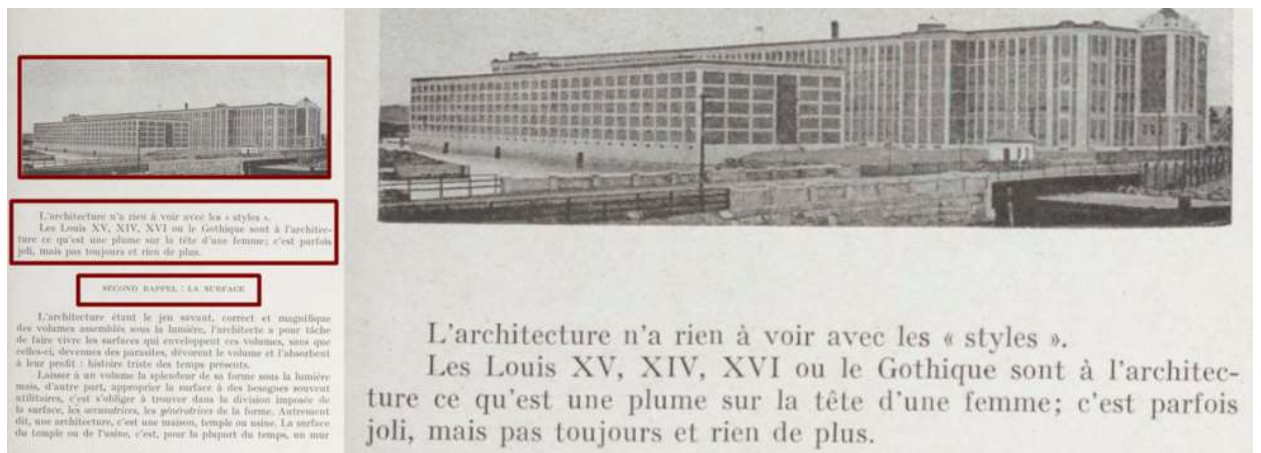 L'architecture n'a rien à voir avec les « styles ».
Les Louis XV, XIV, XVI ou le Gothique sont à l'architec-
ture ce qu'est une plume sur la tête d'une femme; c'est parfois
joli, mais pas toujours et rien de plus.
SECOND RAPPEL : LA SURFACE
L'architecture étant le jeu savant, correct et magnifique
des volumes assemblés sous la lumière, l'architecte a pour tâche
de faire vivre les surfaces qui enveloppent ces volumes, sans que
celles-ci, devenues des parasites, dévorent le volume et l'absorbent
à leur profit : histoire triste des temps présents.
Laisser à un volume la splendeur de sa forme sous la lumière
mais, d'autre part, approprier la surface à des besognes souvent
utilitaires, c'est s'obliger à trouver dans la division imposée de
la surface, les accusatrices, les génératrices de la forme. Autrement
dit, une architecture, c'est une maison, temple ou usine. La surface
du temple ou de l'usine, c'est, pour la plupart du temps, un mur
L'architecture n'a rien à voir avec les « styles ».
Les Louis XV, XIV, XVI ou le Gothique sont à l'architec-
ture ce qu'est une plume sur la tête d'une femme; c'est parfois
joli, mais pas toujours et rien de plus.